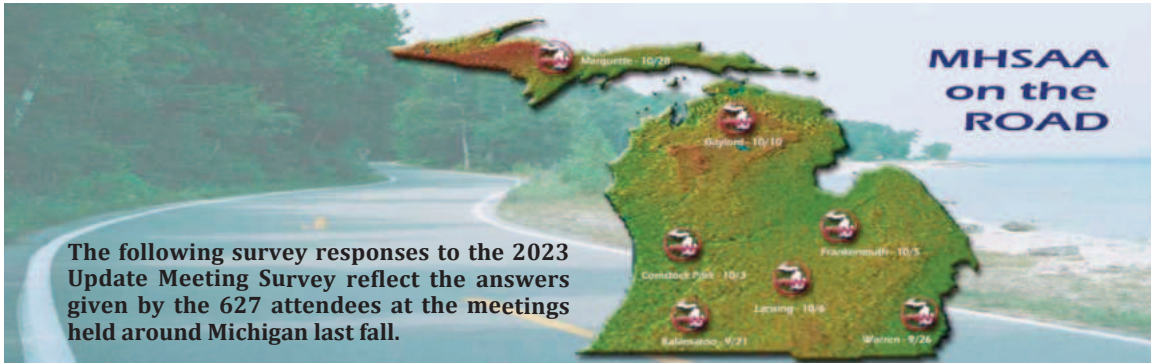 MHSAA
on the
ROAD
Marquette - 10/28
Gaylord - 10/10
Frankenmuth - 10/5
Comstock Park - 10/3
Lansing - 10/6
Kalamazoo - 9/21
Warren - 9/26
The following survey responses to the 2023
Update Meeting Survey reflect the answers
given by the 627 attendees at the meetings
held around Michigan last fall.